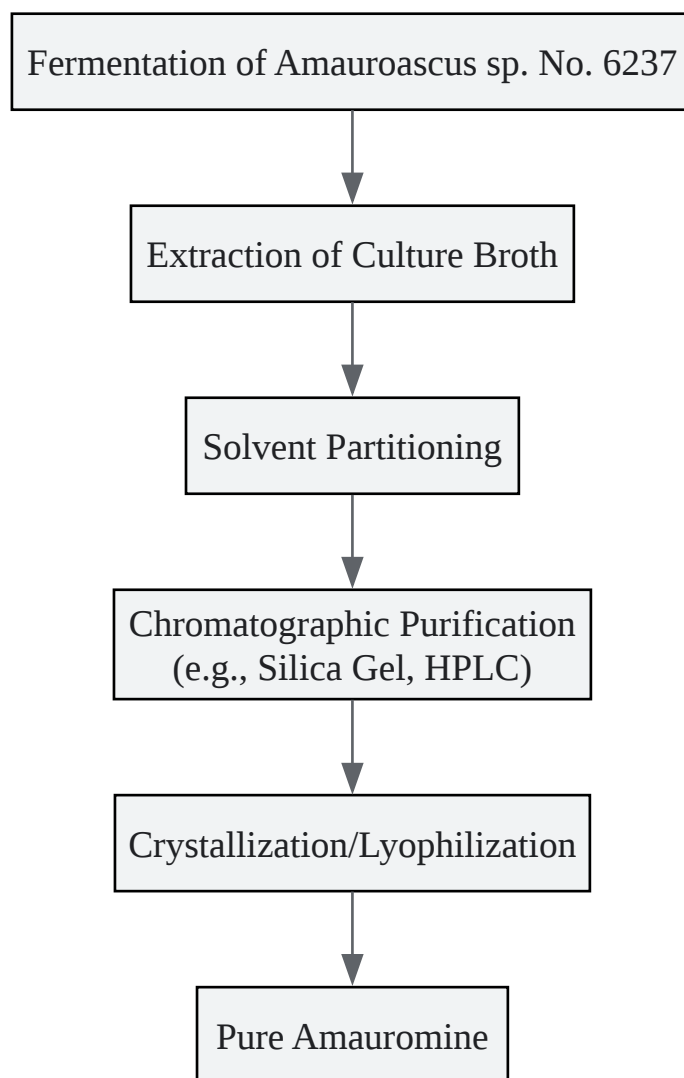 Fermentation of Amauroascus sp. No. 6237
Extraction of Culture Broth
Solvent Partitioning
Chromatographic Purification
(e.g., Silica Gel, HPLC)
Crystallization/Lyophilization
Pure Amauromine